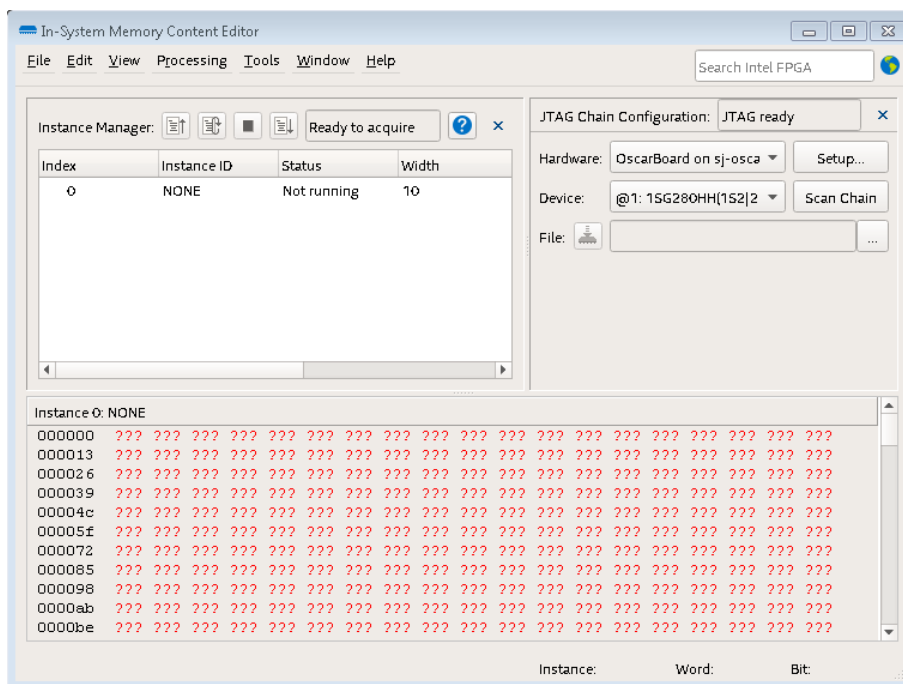 In-System Memory Content Editor
File Edit View Processing Tools Window Help
Search Intel FPGA
Instance Manager: Ready to acquire
Index Instance ID Status Width
0 NONE Not running 10
JTAG Chain Configuration: JTAG ready
Hardware: OscarBoard on sj-osca Setup...
Device: @1: 1SG280HH(1S2|2 Scan Chain
File: ...
Instance 0: NONE
000000 ??? ??? ??? ??? ??? ??? ??? ??? ??? ??? ??? ??? ??? ??? ??? ??? ??? ??? ???
000013 ??? ??? ??? ??? ??? ??? ??? ??? ??? ??? ??? ??? ??? ??? ??? ??? ??? ??? ???
000026 ??? ??? ??? ??? ??? ??? ??? ??? ??? ??? ??? ??? ??? ??? ??? ??? ??? ??? ???
000039 ??? ??? ??? ??? ??? ??? ??? ??? ??? ??? ??? ??? ??? ??? ??? ??? ??? ??? ???
00004c ??? ??? ??? ??? ??? ??? ??? ??? ??? ??? ??? ??? ??? ??? ??? ??? ??? ??? ???
00005f ??? ??? ??? ??? ??? ??? ??? ??? ??? ??? ??? ??? ??? ??? ??? ??? ??? ??? ???
000072 ??? ??? ??? ??? ??? ??? ??? ??? ??? ??? ??? ??? ??? ??? ??? ??? ??? ??? ???
000085 ??? ??? ??? ??? ??? ??? ??? ??? ??? ??? ??? ??? ??? ??? ??? ??? ??? ??? ???
000098 ??? ??? ??? ??? ??? ??? ??? ??? ??? ??? ??? ??? ??? ??? ??? ??? ??? ??? ???
0000ab ??? ??? ??? ??? ??? ??? ??? ??? ??? ??? ??? ??? ??? ??? ??? ??? ??? ??? ???
0000be ??? ??? ??? ??? ??? ??? ??? ??? ??? ??? ??? ??? ??? ??? ??? ??? ??? ??? ???
Instance: Word: Bit: